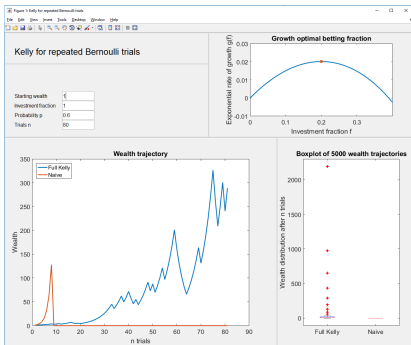 Figure 1: Kelly for repeated Bernoulli trials
File Edit View Insert Tools Desktop Window Help
Kelly for repeated Bernoulli trials
Starting wealth 1
Investment fraction 1
Probability p 0.6
Trials n 80
Growth optimal betting fraction
Exponential rate of growth g(f)
0.03
0.02
0.01
0
-0.01
0 0.1 0.2 0.3
Investment fraction f
Wealth trajectory
Full Kelly
Naive
Wealth
350
300
250
200
150
100
50
0
0 10 20 30 40 50 60 70 80 90
n trials
Boxplot of 5000 wealth trajectories
Wealth distribution after n trials
2000
1500
1000
500
0
Full Kelly Naive